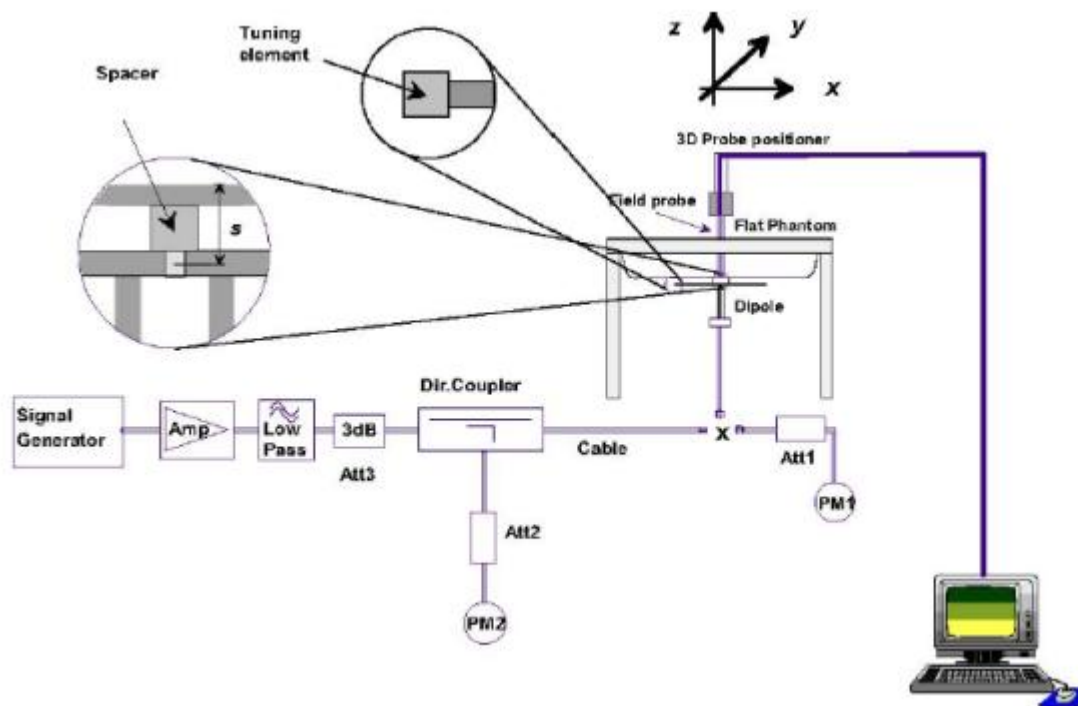 Tuning
element
z
y
x
Spacer
3D Probe positioner
s
Field probe
Flat Phantom
Dipole
Dir.Coupler
Signal
Generator
Amp
Low
Pass
3dB
Att3
Cable
X
Att1
PM1
Att2
PM2